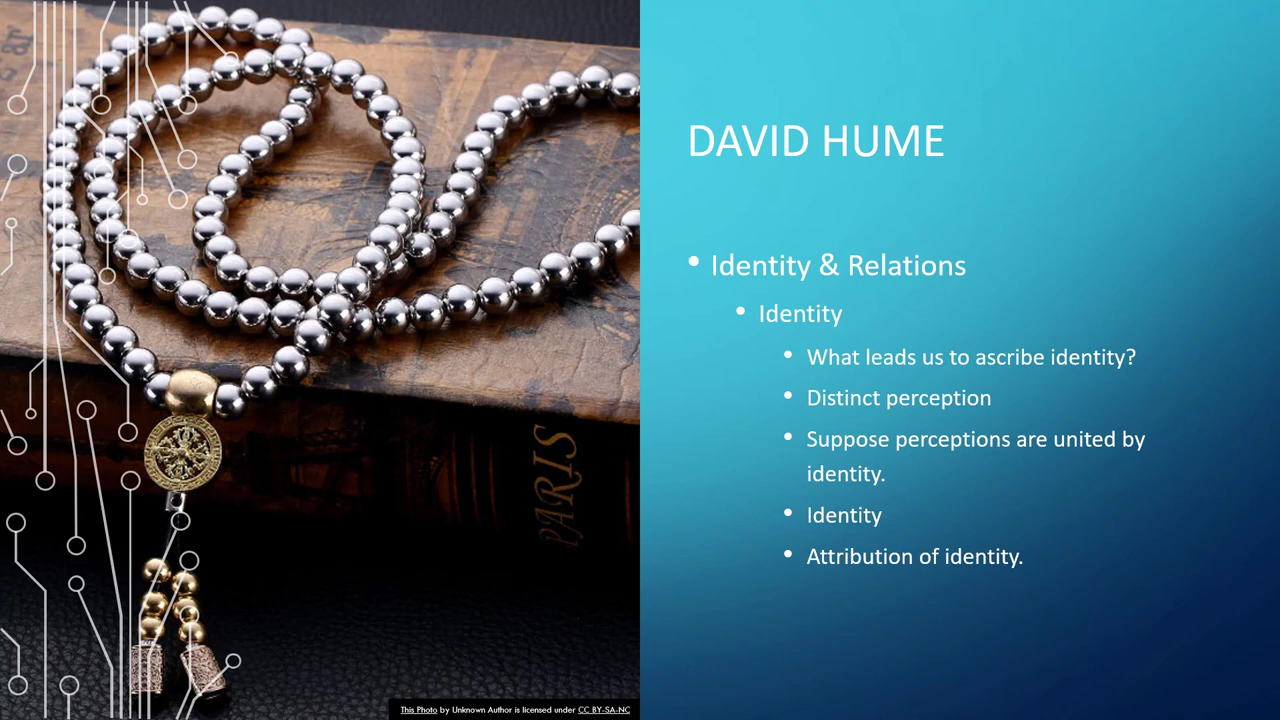 DAVID HUME
• Identity & Relations
• Identity
• What leads us to ascribe identity?
• Distinct perception
• Suppose perceptions are united by
identity.
• Identity
• Attribution of identity.
PARIS
This Photo by Unknown Author is licensed under CC BY-SA-NC